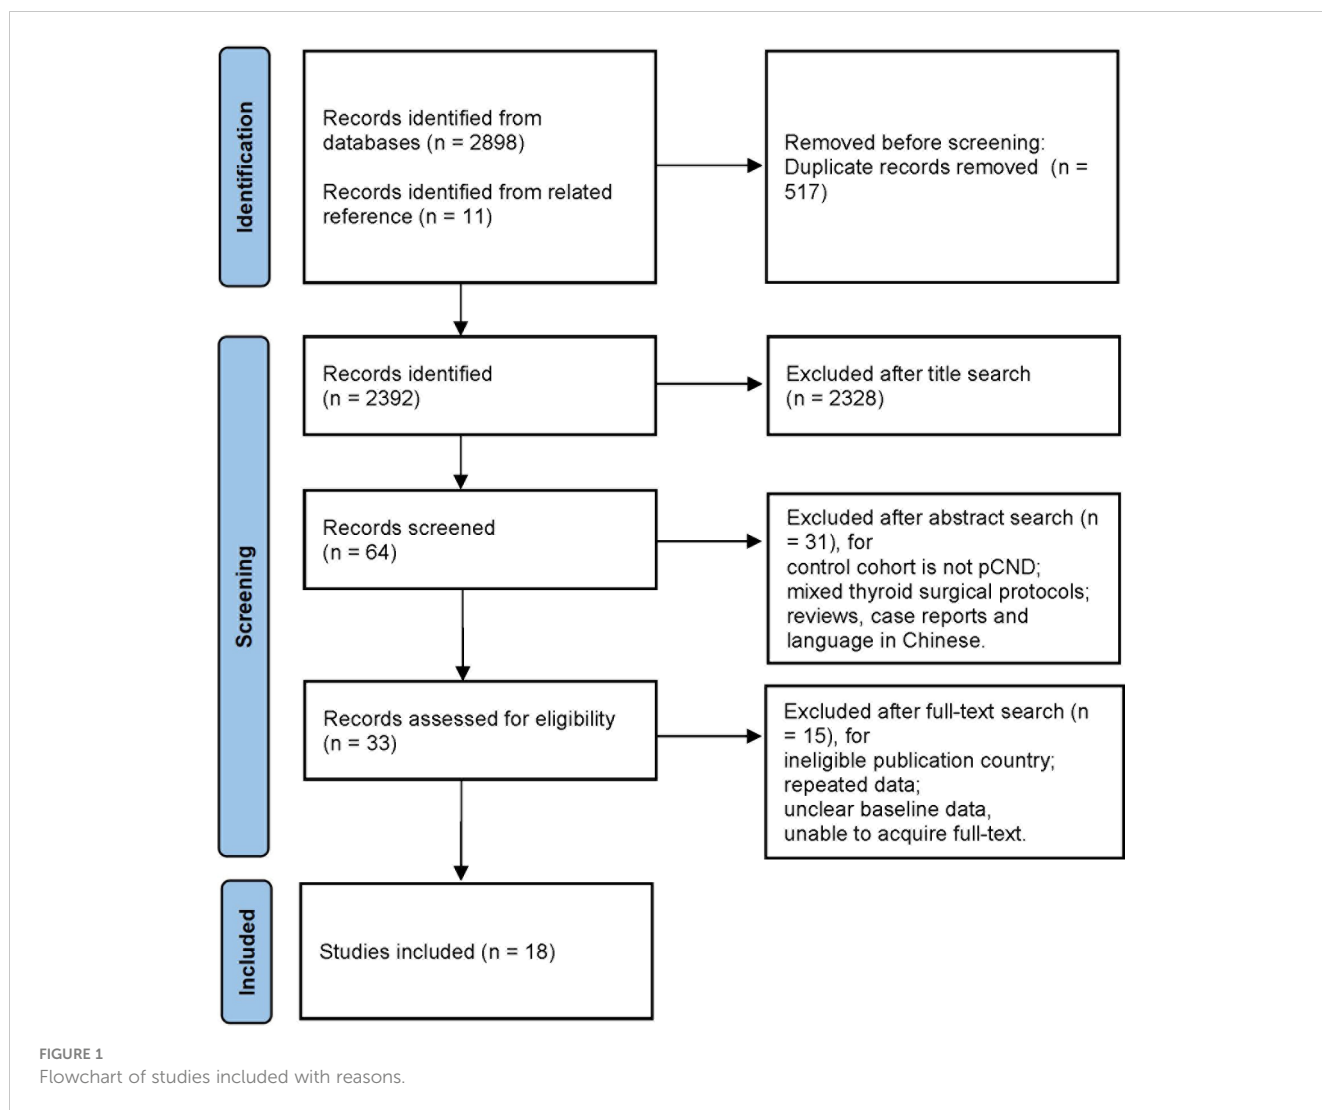 Identification
Records identified from
databases (n = 2898)
Records identified from related
reference (n = 11)
Removed before screening:
Duplicate records removed (n =
517)
Screening
Records identified
(n = 2392)
Excluded after title search
(n = 2328)
Records screened
(n = 64)
Excluded after abstract search (n
= 31), for
control cohort is not pCND;
mixed thyroid surgical protocols;
reviews, case reports and
language in Chinese.
Records assessed for eligibility
(n = 33)
Excluded after full-text search (n
= 15), for
ineligible publication country;
repeated data;
unclear baseline data,
unable to acquire full-text.
Included
Studies included (n = 18)
FIGURE 1
Flowchart of studies included with reasons.